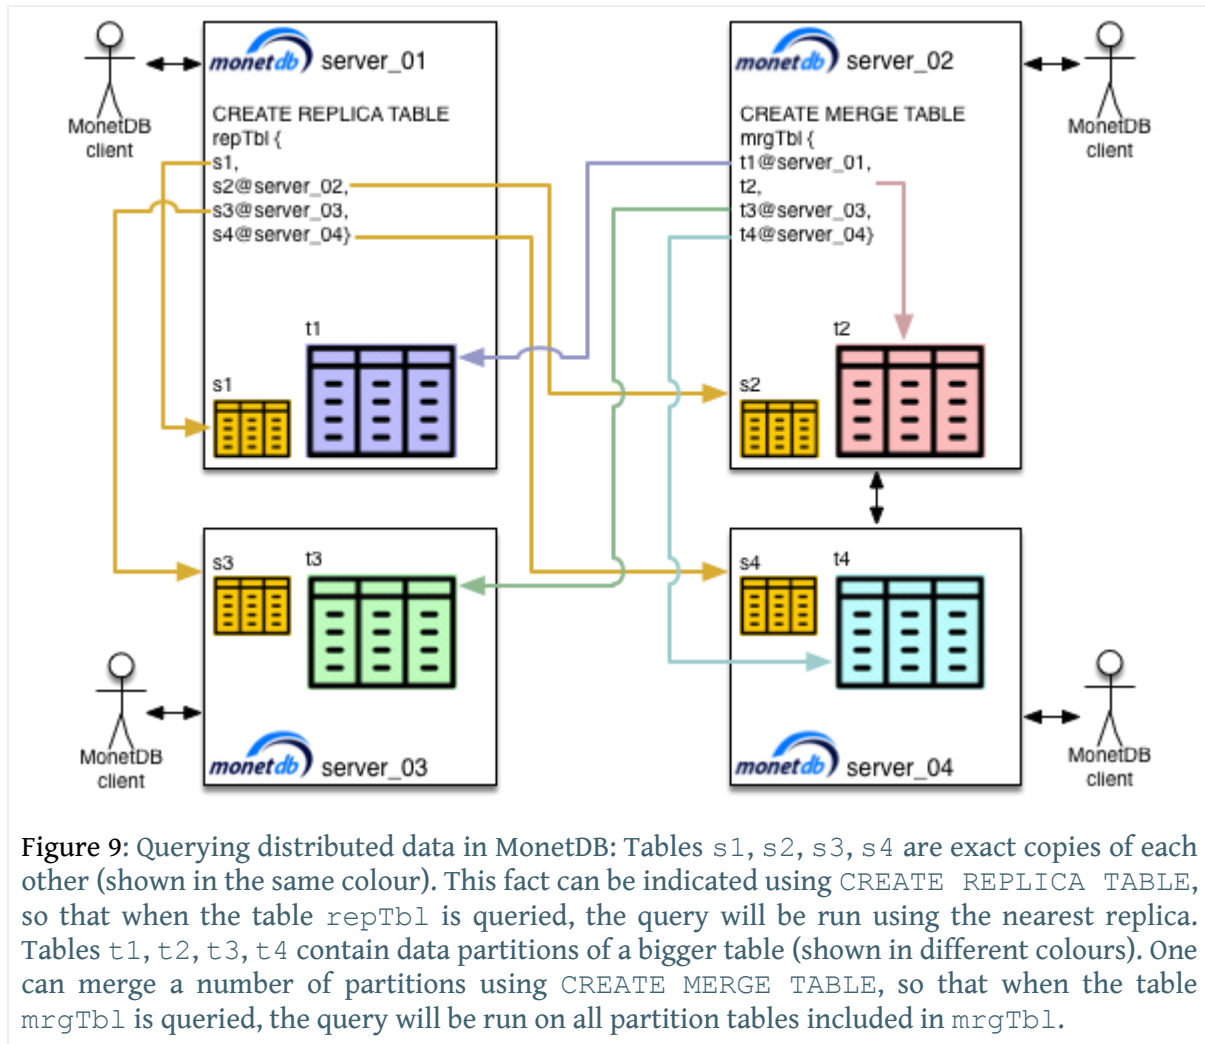 monetdb server_01
CREATE REPLICA TABLE
repTbl {
s1,
s2@server_02,
s3@server_03,
s4@server_04}
t1
s1
MonetDB
client
monetdb server_02
CREATE MERGE TABLE
mrgTbl {
t1@server_01,
t2,
t3@server_03,
t4@server_04}
t2
s2
MonetDB
client
s3
t3
monetdb server_03
MonetDB
client
s4
t4
monetdb server_04
MonetDB
client
Figure 9: Querying distributed data in MonetDB: Tables s1, s2, s3, s4 are exact copies of each
other (shown in the same colour). This fact can be indicated using CREATE REPLICA TABLE,
so that when the table repTbl is queried, the query will be run using the nearest replica.
Tables t1, t2, t3, t4 contain data partitions of a bigger table (shown in different colours). One
can merge a number of partitions using CREATE MERGE TABLE, so that when the table
mrgTbl is queried, the query will be run on all partition tables included in mrgTbl.